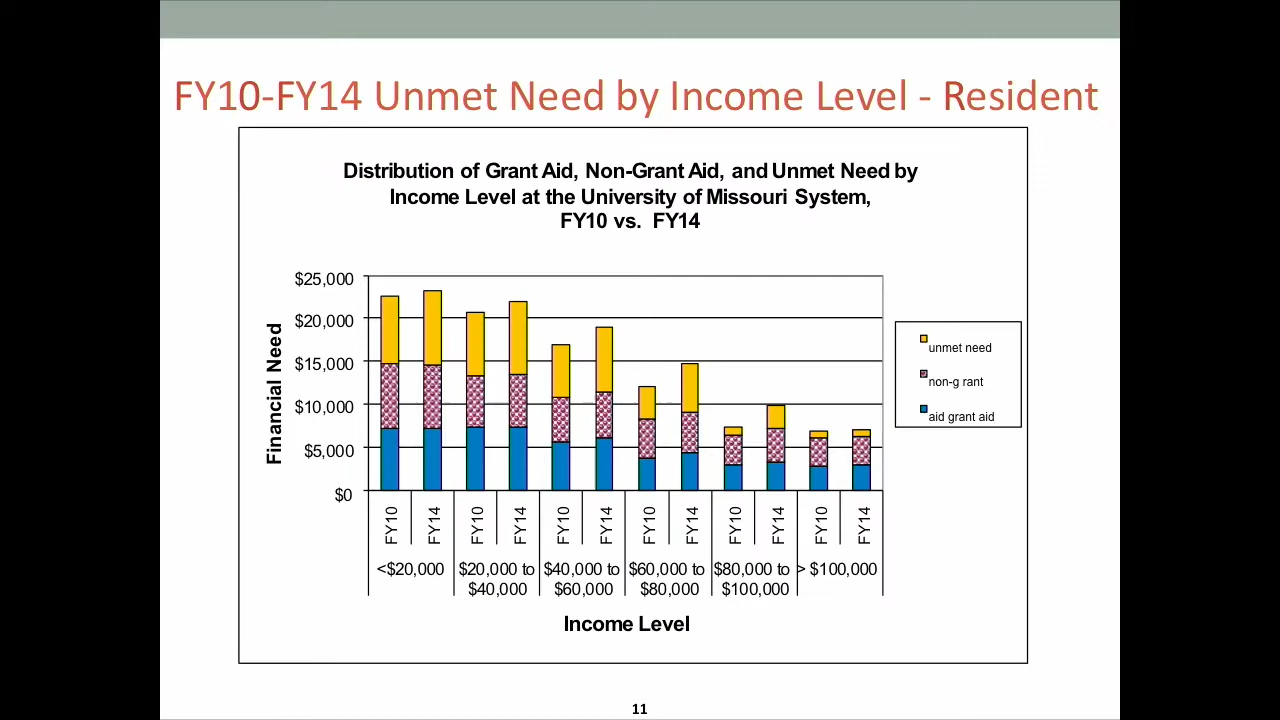 FY10-FY14 Unmet Need by Income Level - Resident
Distribution of Grant Aid, Non-Grant Aid, and Unmet Need by
Income Level at the University of Missouri System,
FY10 vs. FY14
$25,000
$20,000
$15,000
$10,000
$5,000
$0
Financial Need
unmet need
non-g rant
aid grant aid
FY10 FY14 FY10 FY14 FY10 FY14 FY10 FY14 FY10 FY14 FY10 FY14
<$20,000 $20,000 to $40,000 to $60,000 to $80,000 to > $100,000
$40,000 $60,000 $80,000 $100,000
Income Level
11